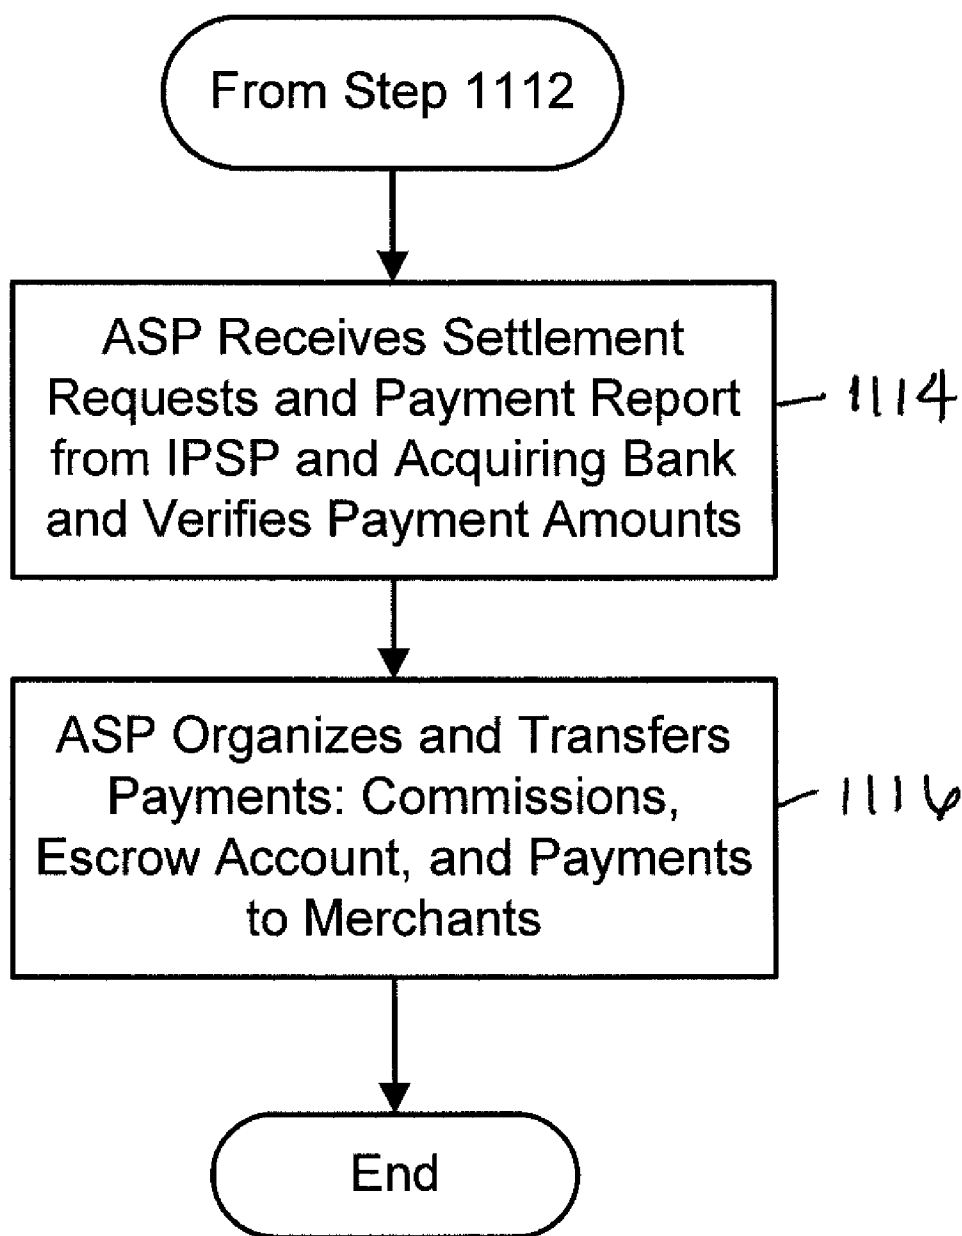 From Step 1112
ASP Receives Settlement
Requests and Payment Report
from IPSP and Acquiring Bank
and Verifies Payment Amounts
1114
ASP Organizes and Transfers
Payments: Commissions,
Escrow Account, and Payments
to Merchants
1116
End